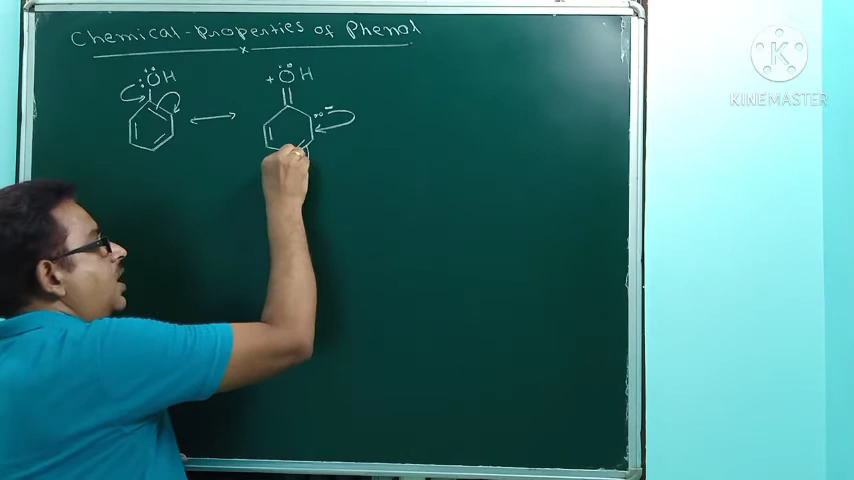 Chemical-Properties of Phenol
x
:ÖH
+ :ÖH
:-
K
KINEMASTER